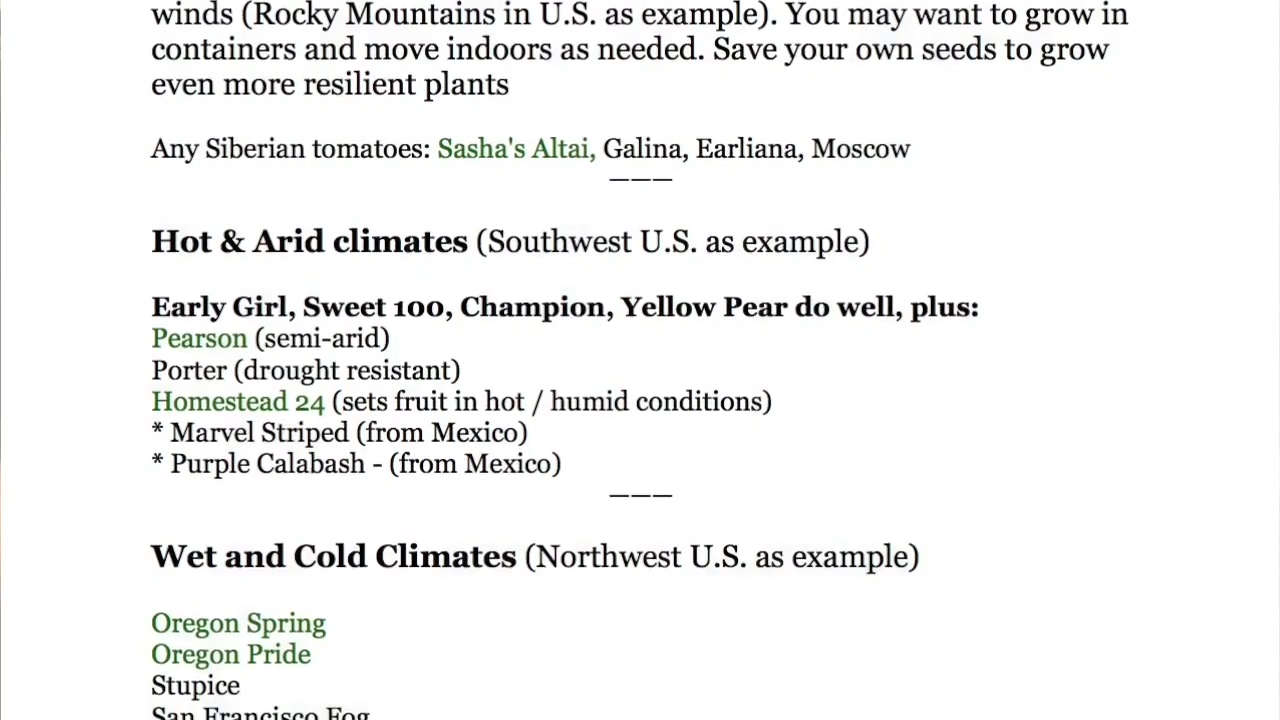 winds (Rocky Mountains in U.S. as example). You may want to grow in
containers and move indoors as needed. Save your own seeds to grow
even more resilient plants
Any Siberian tomatoes: Sasha's Altai, Galina, Earliana, Moscow
———
Hot & Arid climates (Southwest U.S. as example)
Early Girl, Sweet 100, Champion, Yellow Pear do well, plus:
Pearson (semi-arid)
Porter (drought resistant)
Homestead 24 (sets fruit in hot / humid conditions)
* Marvel Striped (from Mexico)
* Purple Calabash - (from Mexico)
———
Wet and Cold Climates (Northwest U.S. as example)
Oregon Spring
Oregon Pride
Stupice
San Francisco Fog